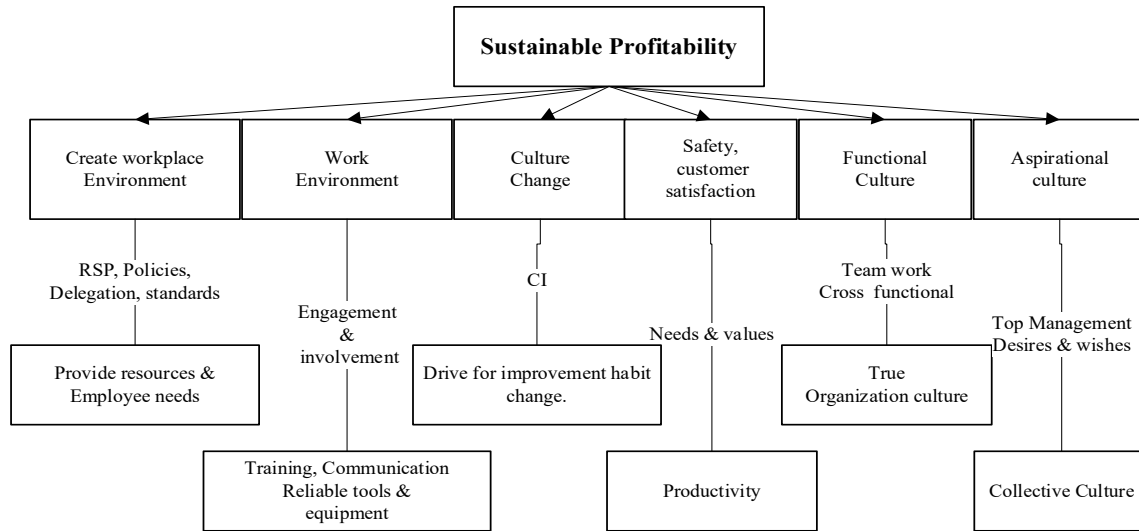 Sustainable Profitability
Create workplace
Environment
Work
Environment
Culture
Change
Safety,
customer
satisfaction
Functional
Culture
Aspirational
culture
RSP, Policies,
Delegation, standards
Engagement
&
involvement
CI
Needs & values
Team work
Cross functional
Top Management
Desires & wishes
Provide resources &
Employee needs
Drive for improvement habit
change.
True
Organization culture
Training, Communication
Reliable tools &
equipment
Productivity
Collective Culture